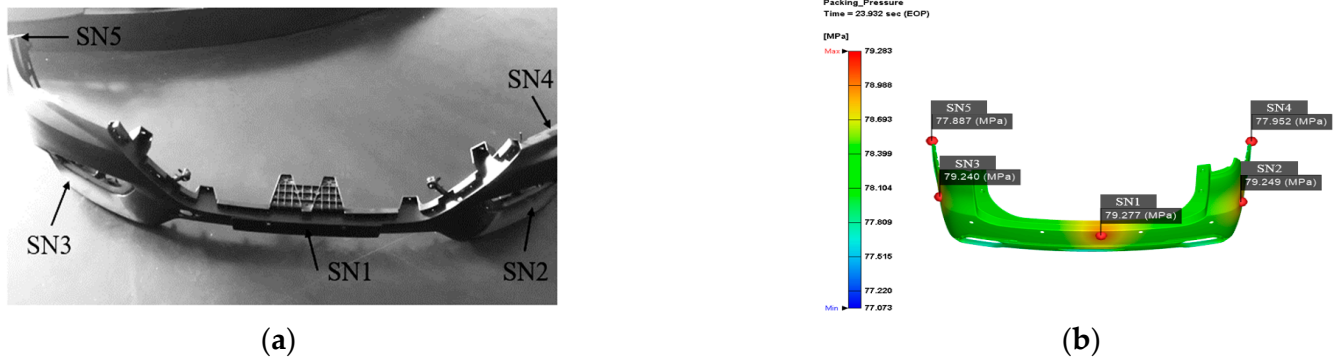 SN5
SN4
SN3
SN1
SN2
(a)
Packing_Pressure
Time = 23.932 sec (EOP)
[MPa]
Max 79.283
78.988
78.693
78.399
78.104
77.809
77.515
77.220
Min 77.073
SN5
77.887 (MPa)
SN4
77.952 (MPa)
SN3
79.240 (MPa)
SN2
79.249 (MPa)
SN1
79.277 (MPa)
(b)